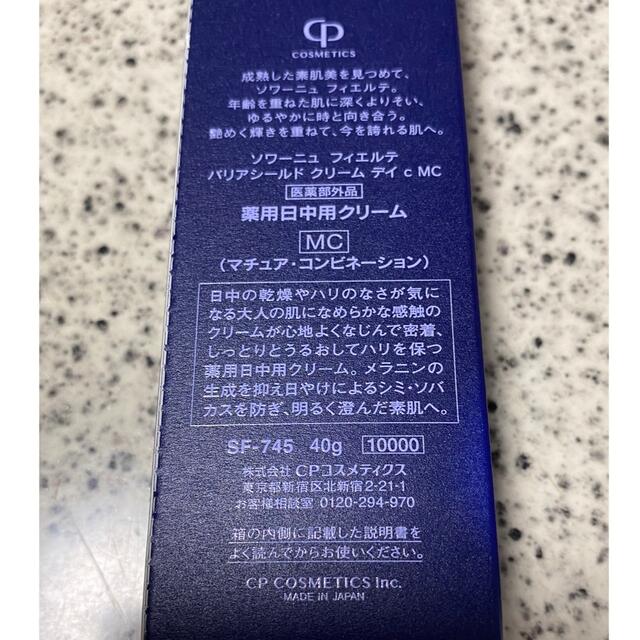 CP
COSMETICS
成熟した素肌美を見つめて、
ソワーニュ フィエルテ。
年齢を重ねた肌に深くよりそい、
ゆるやかに時と向き合う。
艶めく輝きを重ねて、今を誇れる肌へ。
ソワーニュ フィエルテ
バリアシールド クリーム デイ c MC
医薬部外品
薬用日中用クリーム
MC
（マチュア・コンビネーション）
日中の乾燥やハリのなさが気に
なる大人の肌になめらかな感触の
クリームが心地よくなじんで密着、
しっとりとうるおしてハリを保つ
薬用日中用クリーム。メラニンの
生成を抑え日やけによるシミ・ソバ
カスを防ぎ、明るく澄んだ素肌へ。
SF-745 40g 10000
株式会社 CPコスメティクス
東京都新宿区北新宿2-21-1
お客様相談室 0120-294-970
箱の内側に記載した説明書を
よく読んでからお使いください。
CP COSMETICS Inc.
MADE IN JAPAN